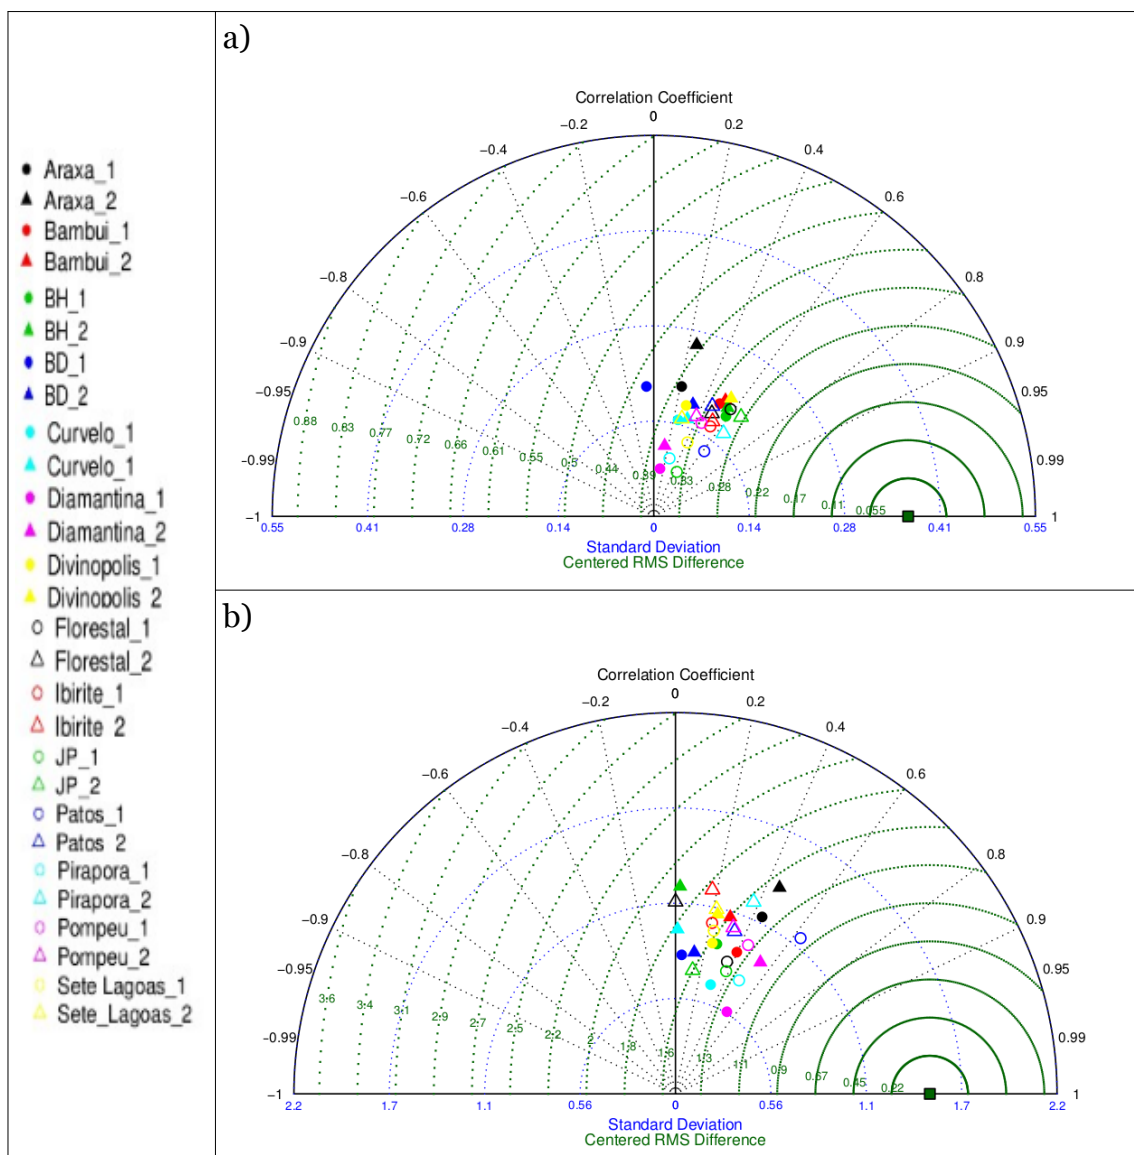 Araxa_1
Araxa_2
Bambui_1
Bambui_2
BH_1
BH_2
BD_1
BD_2
Curvelo_1
Curvelo_1
Diamantina_1
Diamantina_2
Divinopolis_1
Divinopolis_2
Florestal_1
Florestal_2
Ibirite_1
Ibirite 2
JP_1
JP_2
Patos_1
Patos 2
Pirapora_1
Pirapora_2
Pompeu_1
Pompeu_2
Sete Lagoas_1
Sete_Lagoas_2
a)
Correlation Coefficient
0
−0.2 0.2
−0.4 0.4
−0.6 0.6
−0.8 0.8
−0.9 0.9
−0.95 0.95
−0.99 0.99
0.88 0.83 0.77 0.72 0.66 0.61 0.55 0.5 0.44 0.39 0.33 0.28 0.22 0.17 0.11 0.055
−1 1
0.55 0.41 0.28 0.14 0 0.14 0.28 0.41 0.55
Standard Deviation
Centered RMS Difference
b)
Correlation Coefficient
0
−0.2 0.2
−0.4 0.4
−0.6 0.6
−0.8 0.8
−0.9 0.9
−0.95 0.95
−0.99 0.99
3.6 3.4 3.1 2.9 2.7 2.5 2.2 2 1.8 1.6 1.3 1.1 0.9 0.67 0.45 0.22
−1 1
2.2 1.7 1.1 0.56 0 0.56 1.1 1.7 2.2
Standard Deviation
Centered RMS Difference